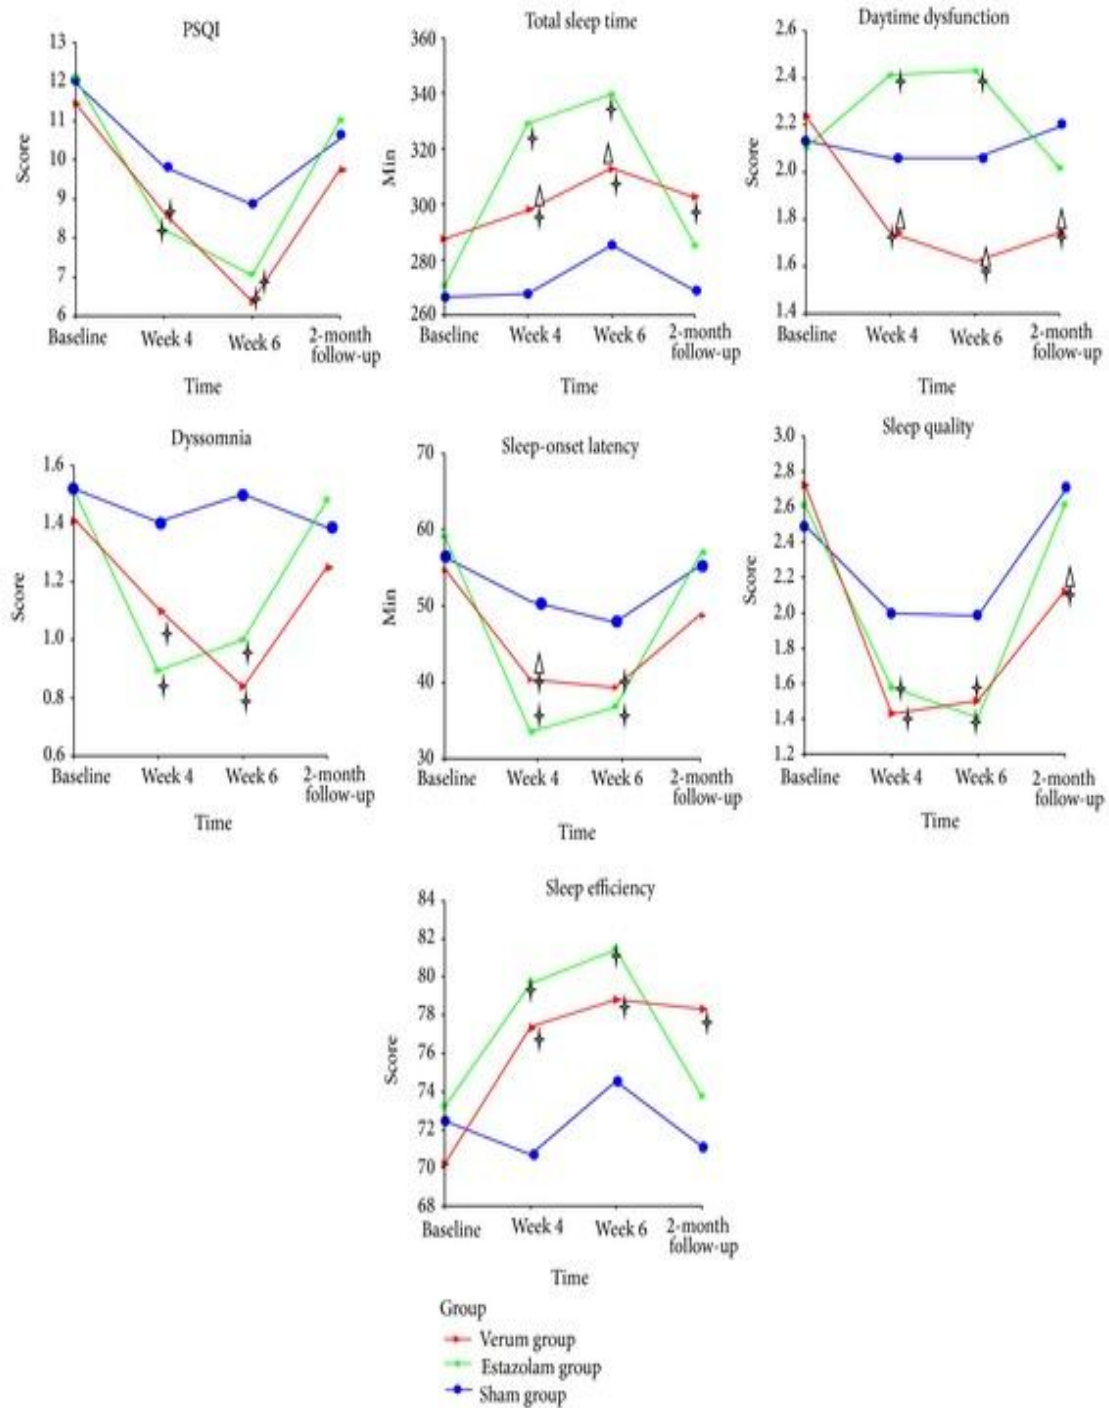 PSQI
Score
13
12
11
10
9
8
7
6
Baseline
Week 4
Week 6
2-month
follow-up
Time
Total sleep time
Min
360
340
320
300
280
260
Baseline
Week 4
Week 6
2-month
follow-up
Time
Daytime dysfunction
Score
2.6
2.4
2.2
2.0
1.8
1.6
1.4
Baseline
Week 4
Week 6
2-month
follow-up
Time
Dyssomnia
Score
1.6
1.4
1.2
1.0
0.8
0.6
Baseline
Week 4
Week 6
2-month
follow-up
Time
Sleep-onset latency
Min
70
60
50
40
30
Baseline
Week 4
Week 6
2-month
follow-up
Time
Sleep quality
Score
3.0
2.8
2.6
2.4
2.2
2.0
1.8
1.6
1.4
1.2
Baseline
Week 4
Week 6
2-month
follow-up
Time
Sleep efficiency
Score
84
82
80
78
76
74
72
70
68
Baseline
Week 4
Week 6
2-month
follow-up
Time
Group
Verum group
Estazolam group
Sham group